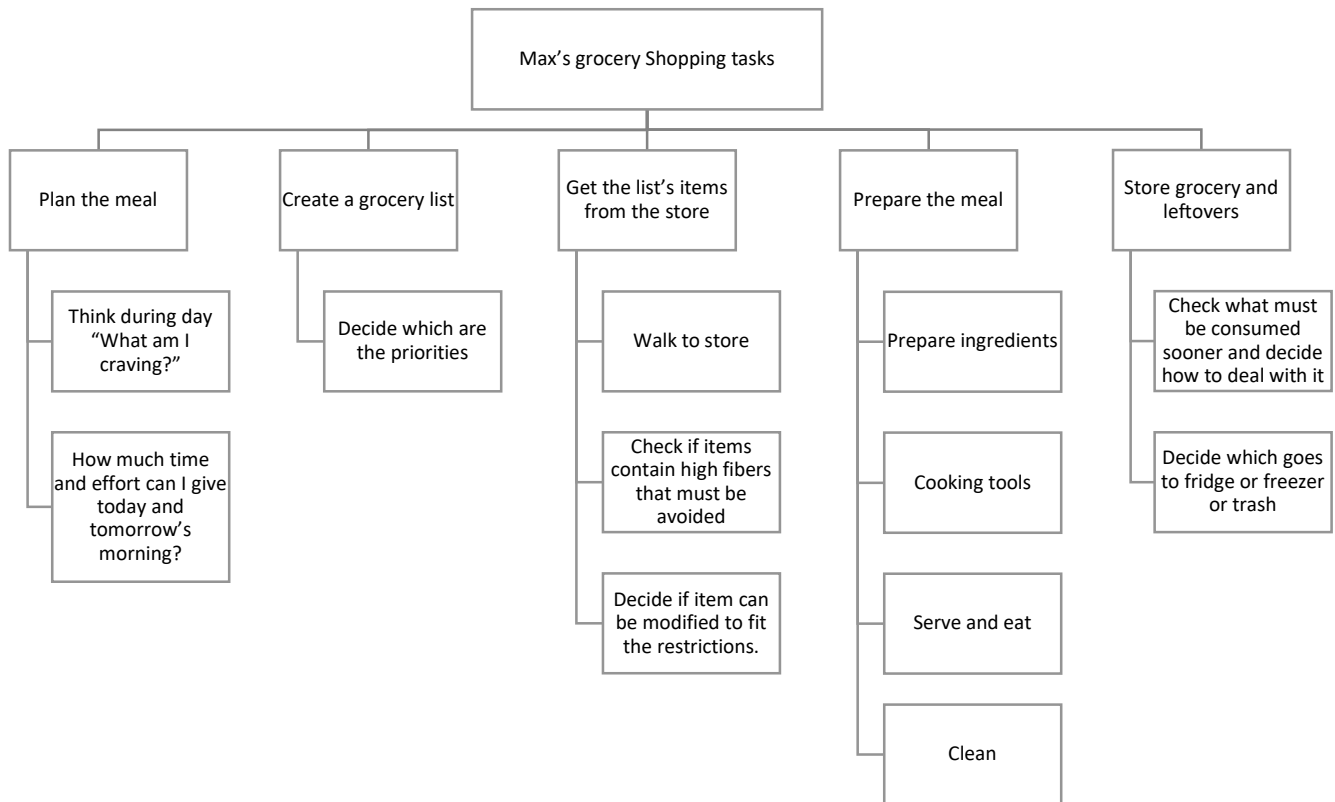 Max’s grocery Shopping tasks
Plan the meal
Think during day
“What am I
craving?”
How much time
and effort can I give
today and
tomorrow’s
morning?
Create a grocery list
Decide which are
the priorities
Get the list’s items
from the store
Walk to store
Check if items
contain high fibers
that must be
avoided
Decide if item can
be modified to fit
the restrictions.
Prepare the meal
Prepare ingredients
Cooking tools
Serve and eat
Clean
Store grocery and
leftovers
Check what must
be consumed
sooner and decide
how to deal with it
Decide which goes
to fridge or freezer
or trash